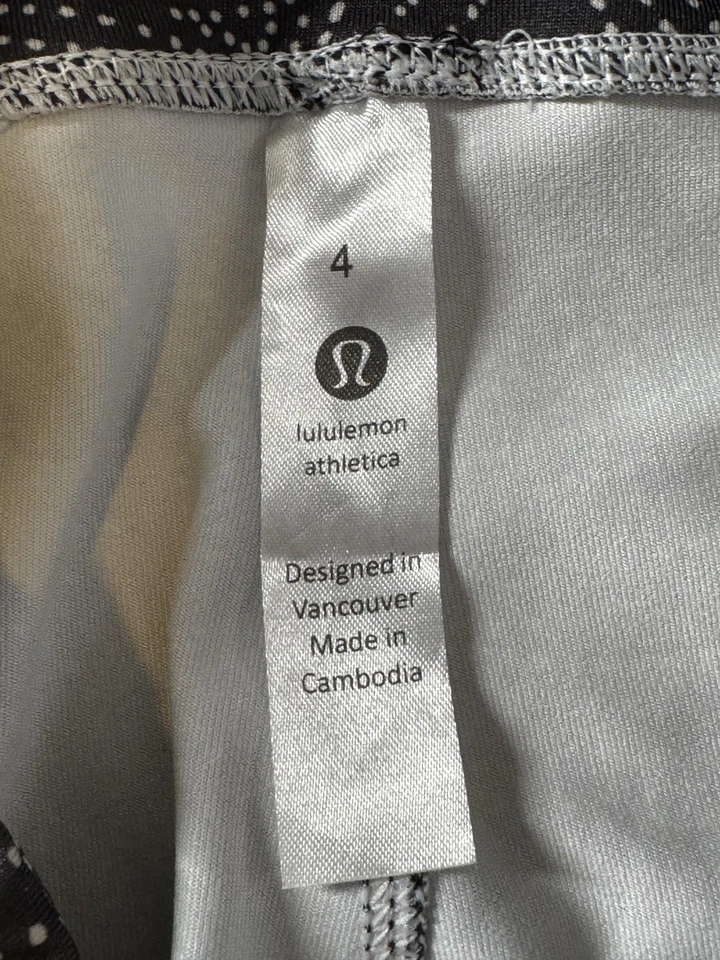 4
lululemon
athletica
Designed in
Vancouver
Made in
Cambodia